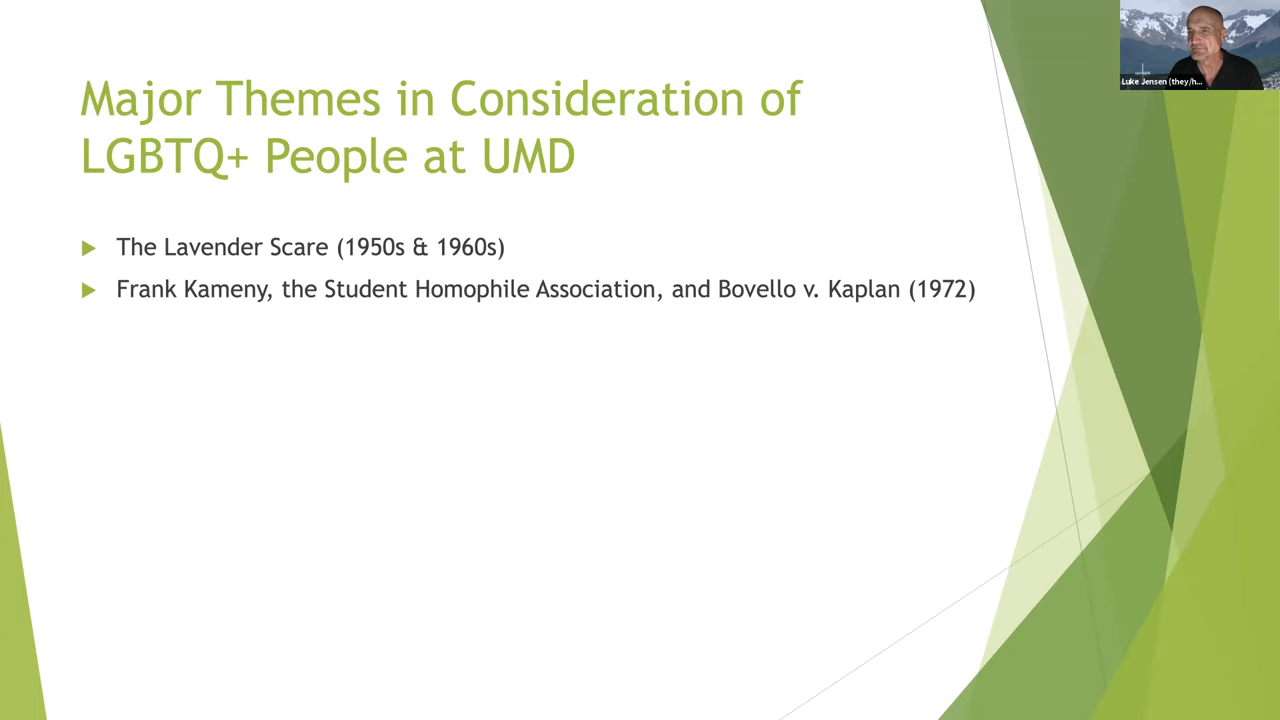 Luke Jensen (they/h...
Major Themes in Consideration of
LGBTQ+ People at UMD
The Lavender Scare (1950s & 1960s)
Frank Kameny, the Student Homophile Association, and Bovello v. Kaplan (1972)